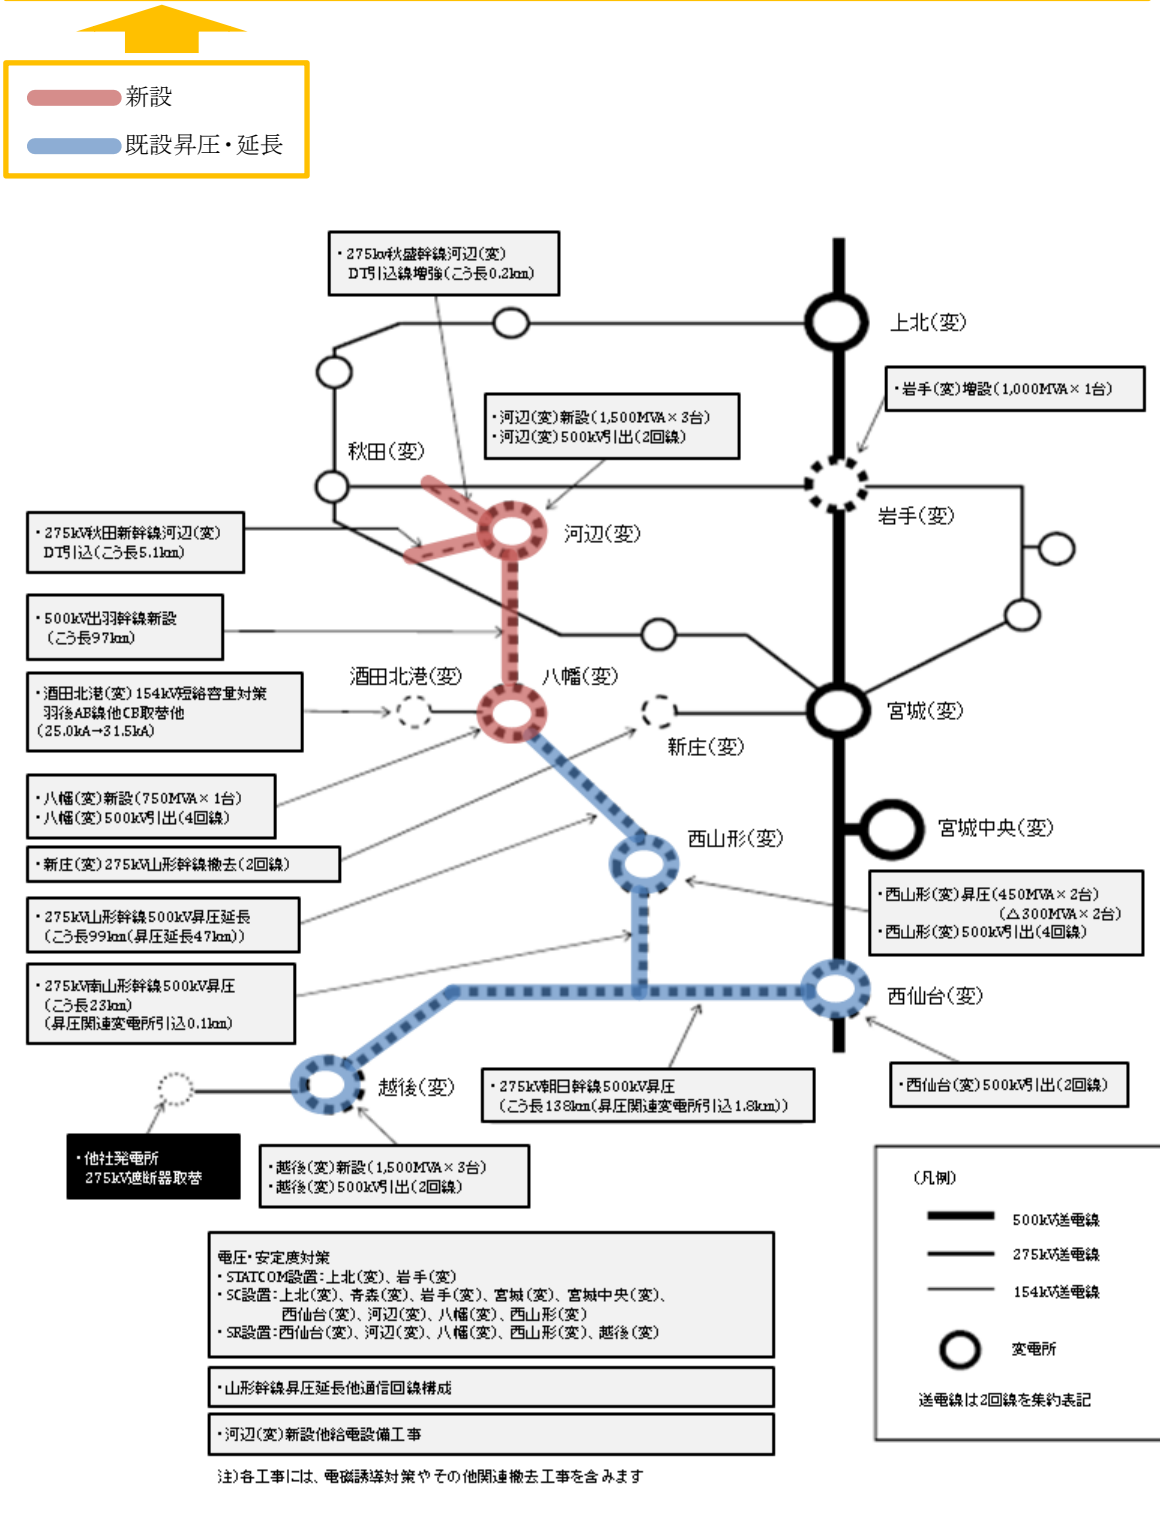 新設
既設昇圧・延長
・275kv秋盛幹線河辺(変)
DT引込線増強(こう長0.2km)
上北(変)
・岩手(変)増設(1,000MVA×1台)
・河辺(変)新設(1,500MVA×3台)
・河辺(変)500kV引出(2回線)
秋田(変)
岩手(変)
河辺(変)
・275kV秋田新幹線河辺(変)
DT引込(こう長5.1km)
・500kV出羽幹線新設
(こう長97km)
酒田北港(変)
八幡(変)
・酒田北港(変)154kV短絡容量対策
羽後AB線他CB取替他
(25.0kA→31.5kA)
宮城(変)
新庄(変)
・八幡(変)新設(750MVA×1台)
・八幡(変)500kV引出(4回線)
宮城中央(変)
西山形(変)
・新庄(変)275kV山形幹線撤去(2回線)
・西山形(変)昇圧(450MVA×2台)
(△300MVA×2台)
・西山形(変)500kV引出(4回線)
・275kV山形幹線500kV昇圧延長
(こう長99km(昇圧延長47km))
・275kV南山形幹線500kV昇圧
(こう長23km)
(昇圧関連変電所引込0.1km)
西仙台(変)
越後(変)
・275kV朝日幹線500kV昇圧
(こう長138km(昇圧関連変電所引込1.8km))
・西仙台(変)500kV引出(2回線)
・他社発電所
275kV遮断器取替
・越後(変)新設(1,500MVA×3台)
・越後(変)500kV引出(2回線)
(凡例)
500kV送電線
275kV送電線
154kV送電線
変電所
送電線は2回線を集約表記
電圧・安定度対策
・STATCOM設置:上北(変)、岩手(変)
・SC設置:上北(変)、青森(変)、岩手(変)、宮城(変)、宮城中央(変)、
西仙台(変)、河辺(変)、八幡(変)、西山形(変)
・SR設置:西仙台(変)、河辺(変)、八幡(変)、西山形(変)、越後(変)
・山形幹線昇圧延長他通信回線構成
・河辺(変)新設他給電設備工事
注)各工事には、電磁誘導対策やその他関連撤去工事を含みます